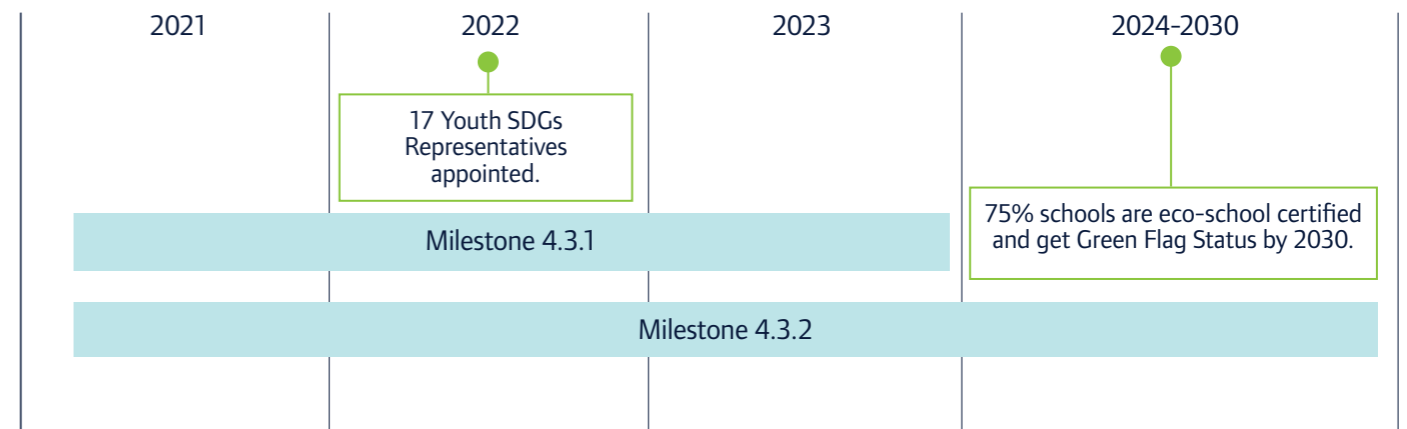 2021
2022
2023
2024-2030
17 Youth SDGs
Representatives
appointed.
75% schools are eco-school certified
and get Green Flag Status by 2030.
Milestone 4.3.1
Milestone 4.3.2